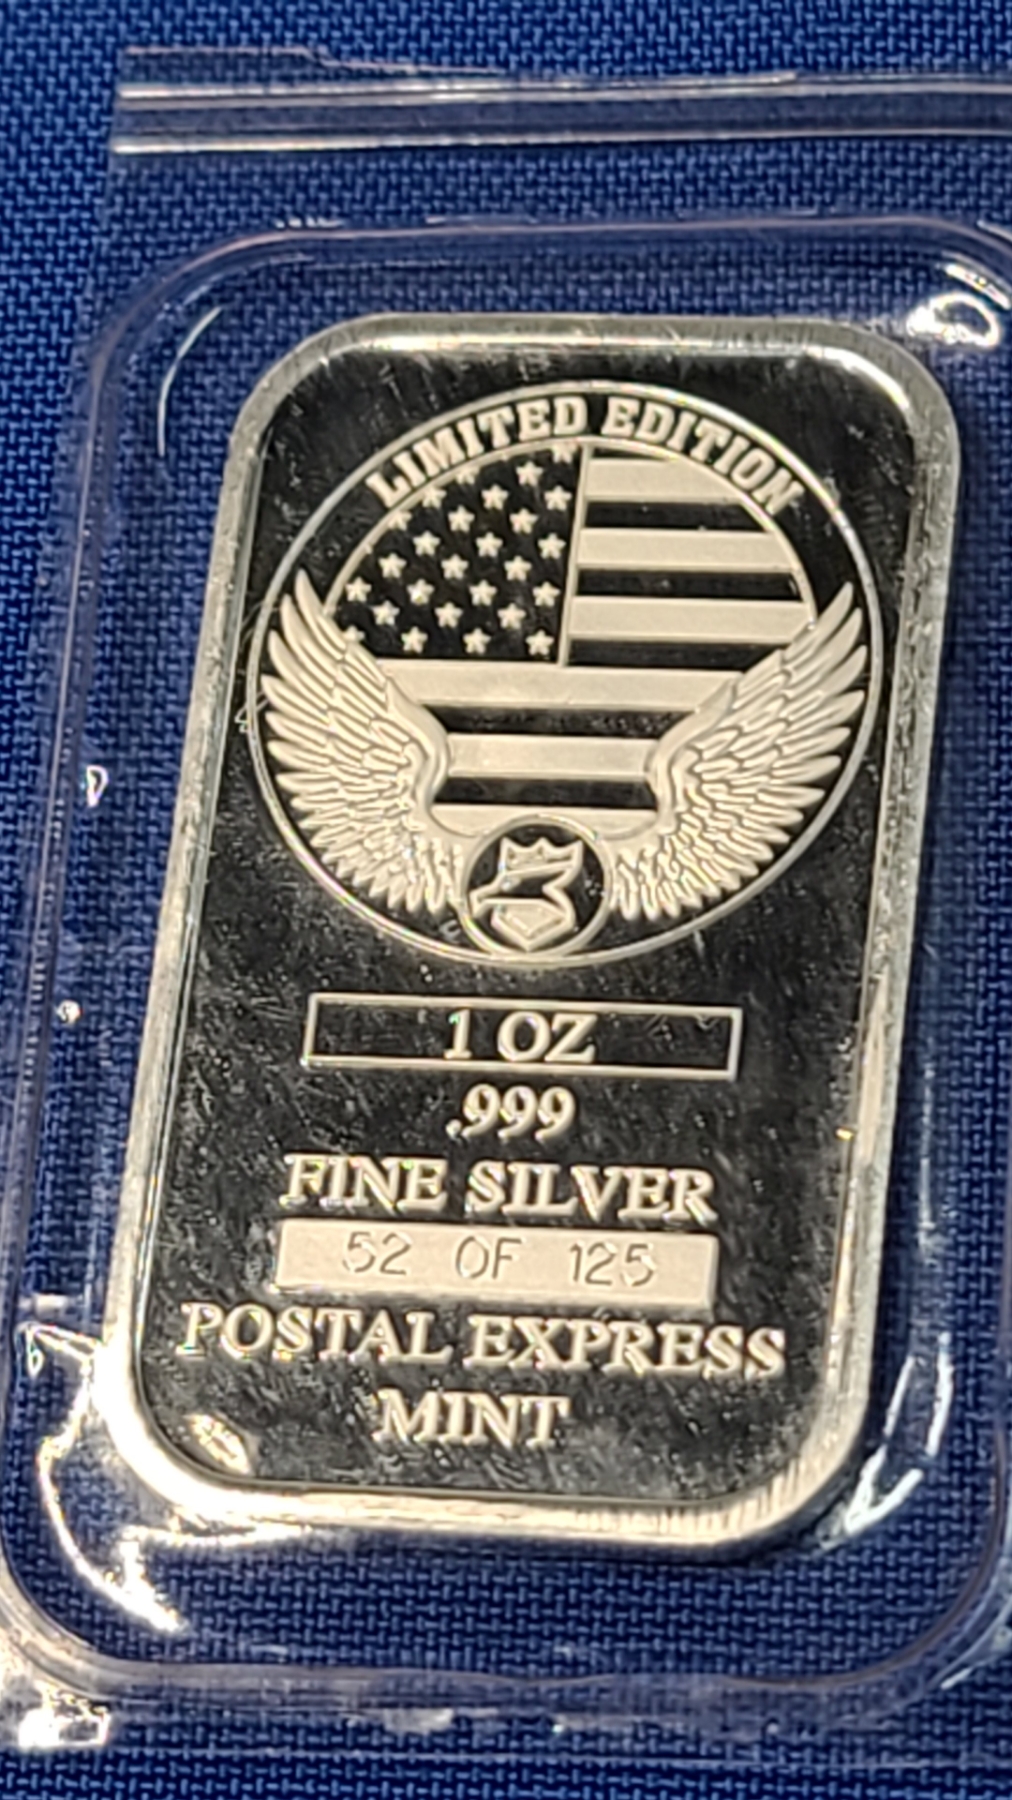 LIMITED EDITION
1 OZ
.999
FINE SILVER
52 OF 125
POSTAL EXPRESS
MINT